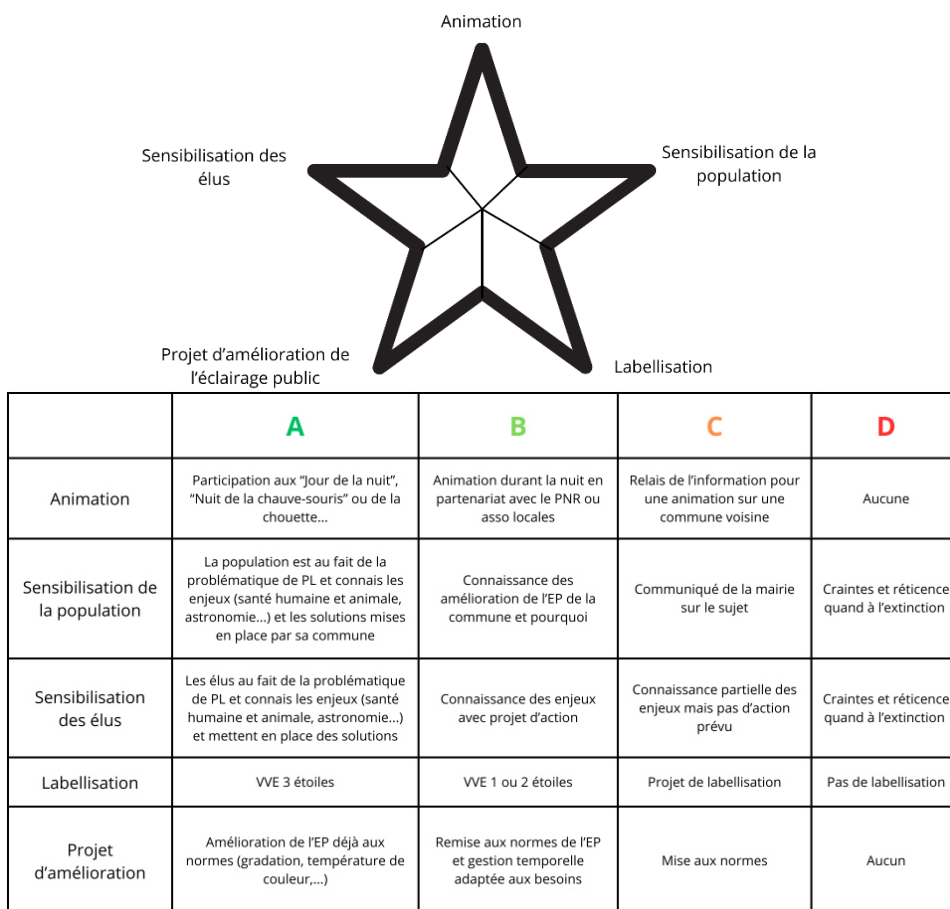 Animation
Sensibilisation des
élus
Sensibilisation de la
population
Projet d'amélioration de
l'éclairage public
Labellisation
A
B
C
D
Animation
Participation aux "Jour de la nuit",
"Nuit de la chauve-souris" ou de la
chouette...
Animation durant la nuit en
partenariat avec le PNR ou
asso locales
Relais de l'information pour
une animation sur une
commune voisine
Aucune
Sensibilisation de
la population
La population est au fait de la
problématique de PL et connais les
enjeux (santé humaine et animale,
astronomie...) et les solutions mises
en place par sa commune
Connaissance des
amélioration de l'EP de la
commune et pourquoi
Communiqué de la mairie
sur le sujet
Craintes et réticence
quand à l'extinction
Sensibilisation
des élus
Les élus au fait de la problématique
de PL et connais les enjeux (santé
humaine et animale, astronomie...)
et mettent en place des solutions
Connaissance des enjeux
avec projet d'action
Connaissance partielle des
enjeux mais pas d'action
prévu
Craintes et réticence
quand à l'extinction
Labellisation
VVE 3 étoiles
VVE 1 ou 2 étoiles
Projet de labellisation
Pas de labellisation
Projet
d'amélioration
Amélioration de l'EP déjà aux
normes (gradation, température de
couleur,...)
Remise aux normes de l'EP
et gestion temporelle
adaptée aux besoins
Mise aux normes
Aucun